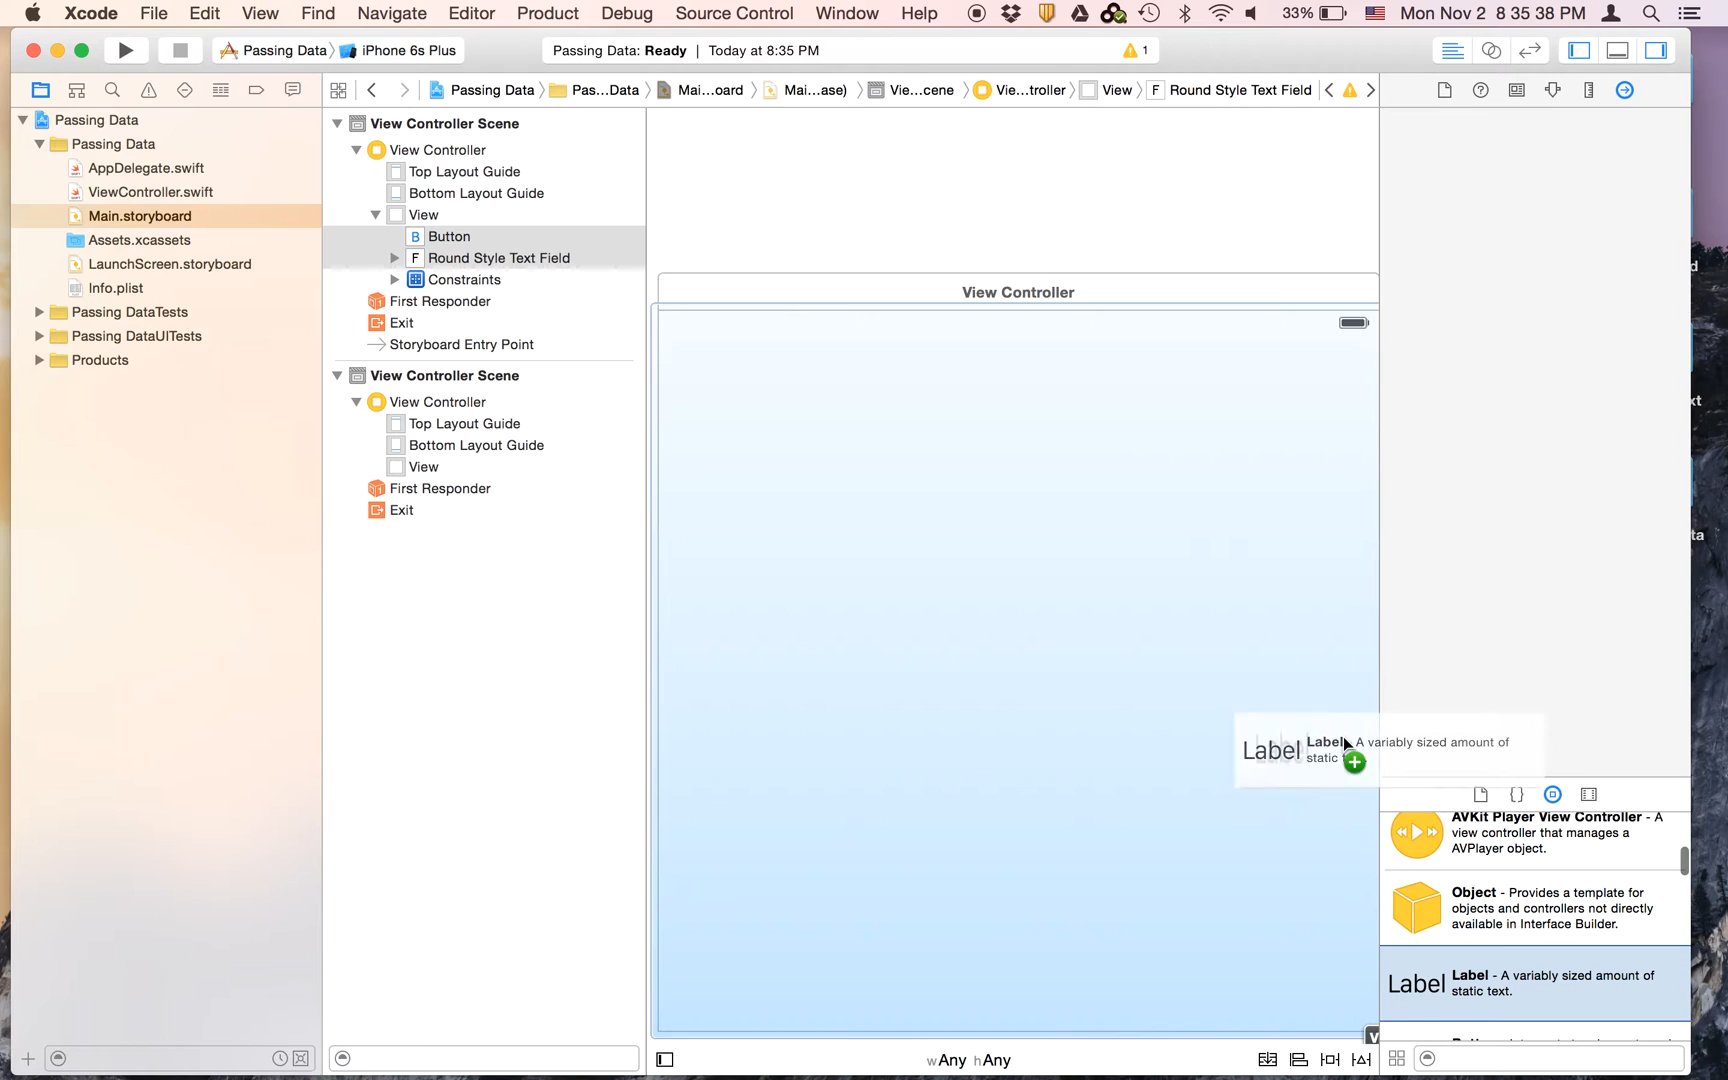 Xcode File Edit View Find Navigate Editor Product Debug Source Control Window Help 33% Mon Nov 2 8 35 38 PM
Passing Data iPhone 6s Plus
Passing Data: Ready | Today at 8:35 PM
1
Passing Data Pas...Data Mai...oard Mai...ase) Vie...cene Vie...troller View F Round Style Text Field
Passing Data
Passing Data
AppDelegate.swift
ViewController.swift
Main.storyboard
Assets.xcassets
LaunchScreen.storyboard
Info.plist
Passing DataTests
Passing DataUITests
Products
View Controller Scene
View Controller
Top Layout Guide
Bottom Layout Guide
View
B Button
F Round Style Text Field
Constraints
First Responder
Exit
Storyboard Entry Point
View Controller Scene
View Controller
Top Layout Guide
Bottom Layout Guide
View
First Responder
Exit
View Controller
Label
Label - A variably sized amount of
static
wAny hAny
AVKit Player View Controller - A
view controller that manages a
AVPlayer object.
Object - Provides a template for
objects and controllers not directly
available in Interface Builder.
Label
Label - A variably sized amount of
static text.